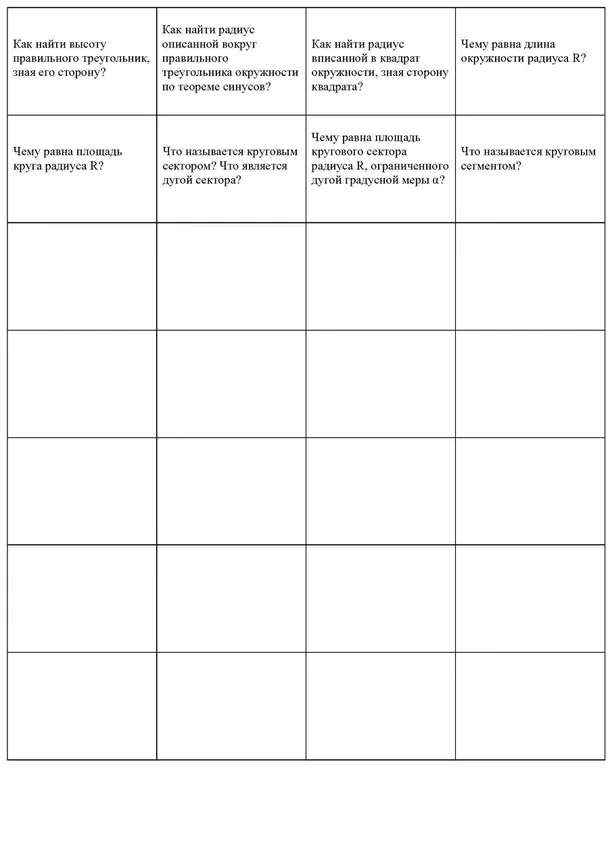 Как найти высоту
правильного треугольник,
зная его сторону?
Как найти радиус
описанной вокруг
правильного
треугольника окружности
по теореме синусов?
Как найти радиус
вписанной в квадрат
окружности, зная сторону
квадрата?
Чему равна длина
окружности радиуса R?
Чему равна площадь
круга радиуса R?
Что называется круговым
сектором? Что является
дугой сектора?
Чему равна площадь
кругового сектора
радиуса R, ограниченного
дугой градусной меры α?
Что называется круговым
сегментом?